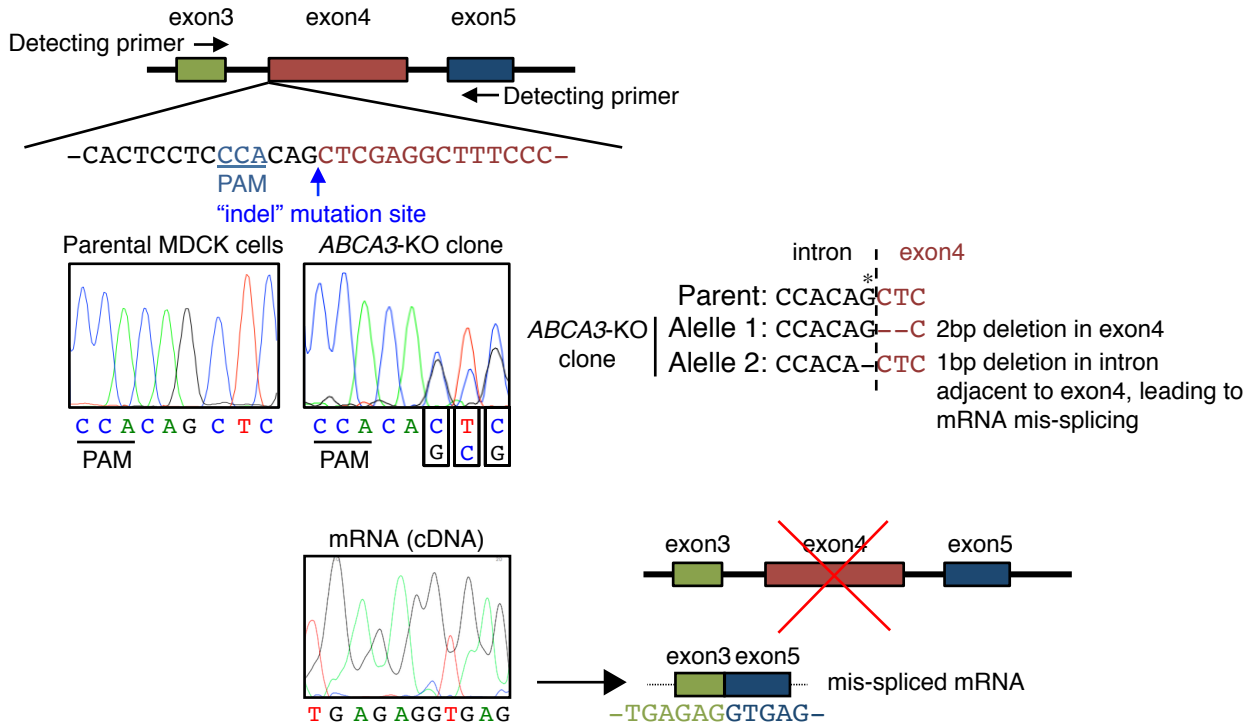 exon3 exon4 exon5
Detecting primer
Detecting primer
–CACTCCTCCCACAGCTCGAGGCTTTCCC–
PAM
“indel” mutation site
Parental MDCK cells
ABCA3-KO clone
C C A C A G C T C
PAM
C C A C A C T C
G C G
PAM
intron exon4
*
Parent: CCACAGCTC
ABCA3-KO clone
Alelle 1: CCACAG--C 2bp deletion in exon4
Alelle 2: CCACA–CTC 1bp deletion in intron
adjacent to exon4, leading to
mRNA mis-splicing
mRNA (cDNA)
T G A G A G G T G A G
exon3 exon4 exon5
exon3 exon5
mis-spliced mRNA
–TGAGAGGTGAG–